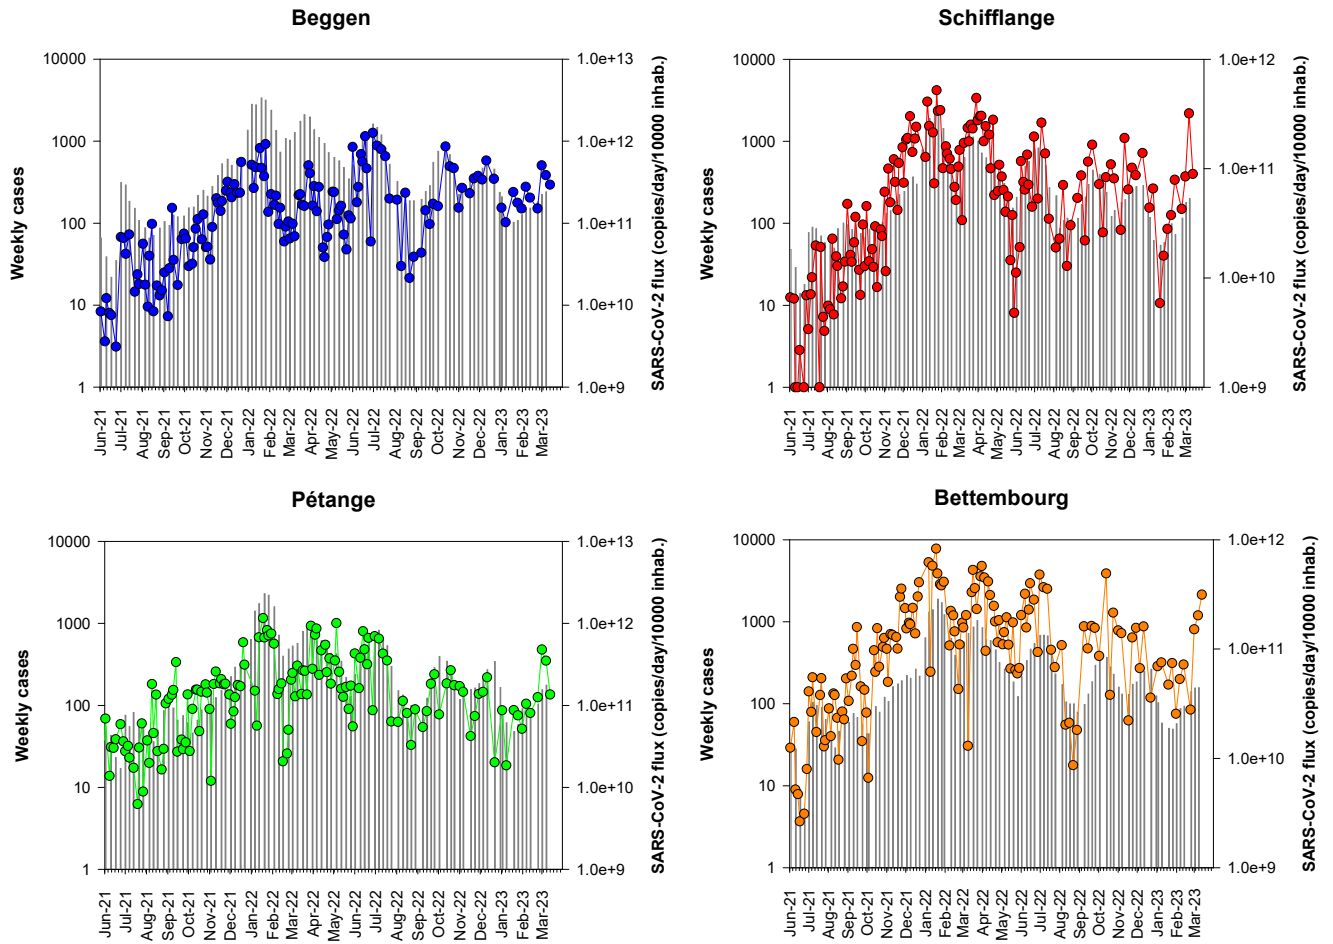 Beggen
Weekly cases
10000
1000
100
10
1
1.0e+13
1.0e+12
1.0e+11
1.0e+10
1.0e+9
SARS-CoV-2 flux (copies/day/10000 inhab.)
Jun-21
Jul-21
Aug-21
Sep-21
Oct-21
Nov-21
Dec-21
Jan-22
Feb-22
Mar-22
Apr-22
May-22
Jun-22
Jul-22
Aug-22
Sep-22
Oct-22
Nov-22
Dec-22
Jan-23
Feb-23
Mar-23
Schifflange
Weekly cases
10000
1000
100
10
1
1.0e+12
1.0e+11
1.0e+10
1.0e+9
SARS-CoV-2 flux (copies/day/10000 inhab.)
Jun-21
Jul-21
Aug-21
Sep-21
Oct-21
Nov-21
Dec-21
Jan-22
Feb-22
Mar-22
Apr-22
May-22
Jun-22
Jul-22
Aug-22
Sep-22
Oct-22
Nov-22
Dec-22
Jan-23
Feb-23
Mar-23
Pétange
Weekly cases
10000
1000
100
10
1
1.0e+13
1.0e+12
1.0e+11
1.0e+10
1.0e+9
SARS-CoV-2 flux (copies/day/10000 inhab.)
Jun-21
Jul-21
Aug-21
Sep-21
Oct-21
Nov-21
Dec-21
Jan-22
Feb-22
Mar-22
Apr-22
May-22
Jun-22
Jul-22
Aug-22
Sep-22
Oct-22
Nov-22
Dec-22
Jan-23
Feb-23
Mar-23
Bettembourg
Weekly cases
10000
1000
100
10
1
1.0e+12
1.0e+11
1.0e+10
1.0e+9
SARS-CoV-2 flux (copies/day/10000 inhab.)
Jun-21
Jul-21
Aug-21
Sep-21
Oct-21
Nov-21
Dec-21
Jan-22
Feb-22
Mar-22
Apr-22
May-22
Jun-22
Jul-22
Aug-22
Sep-22
Oct-22
Nov-22
Dec-22
Jan-23
Feb-23
Mar-23